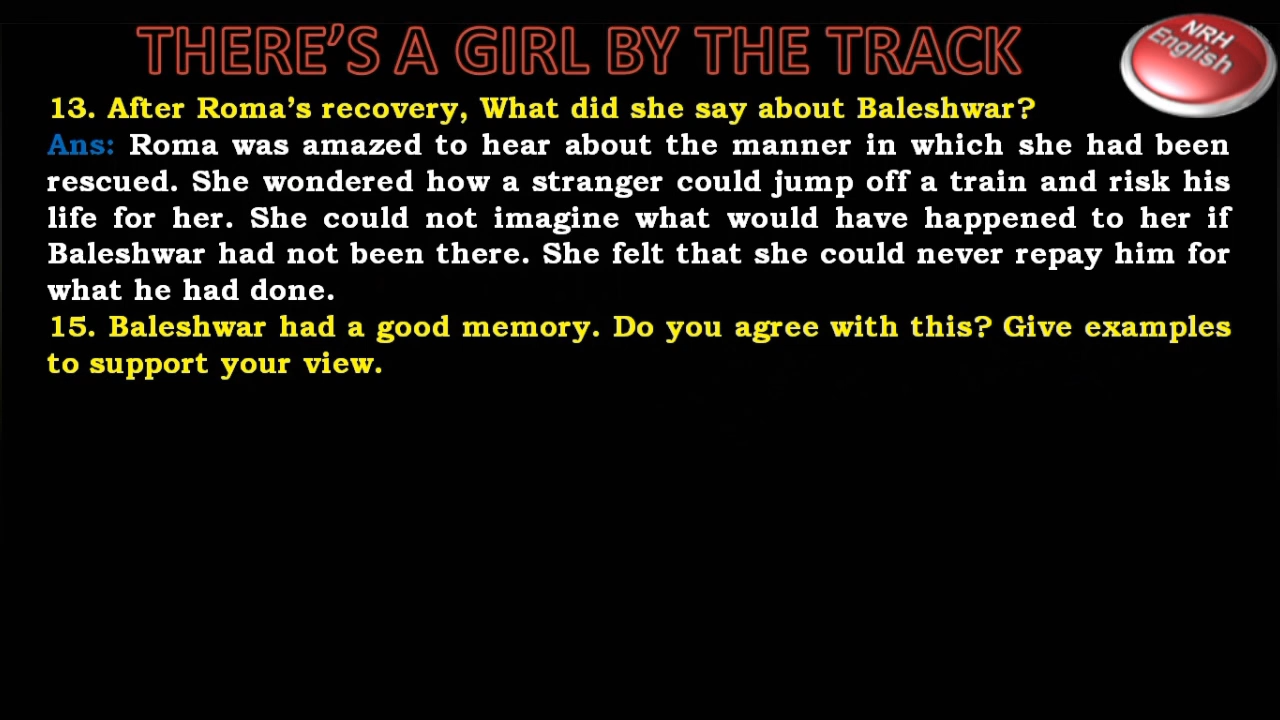 THERE'S A GIRL BY THE TRACK
NRH
English
13. After Roma's recovery, What did she say about Baleshwar?
Ans: Roma was amazed to hear about the manner in which she had been
rescued. She wondered how a stranger could jump off a train and risk his
life for her. She could not imagine what would have happened to her if
Baleshwar had not been there. She felt that she could never repay him for
what he had done.
15. Baleshwar had a good memory. Do you agree with this? Give examples
to support your view.